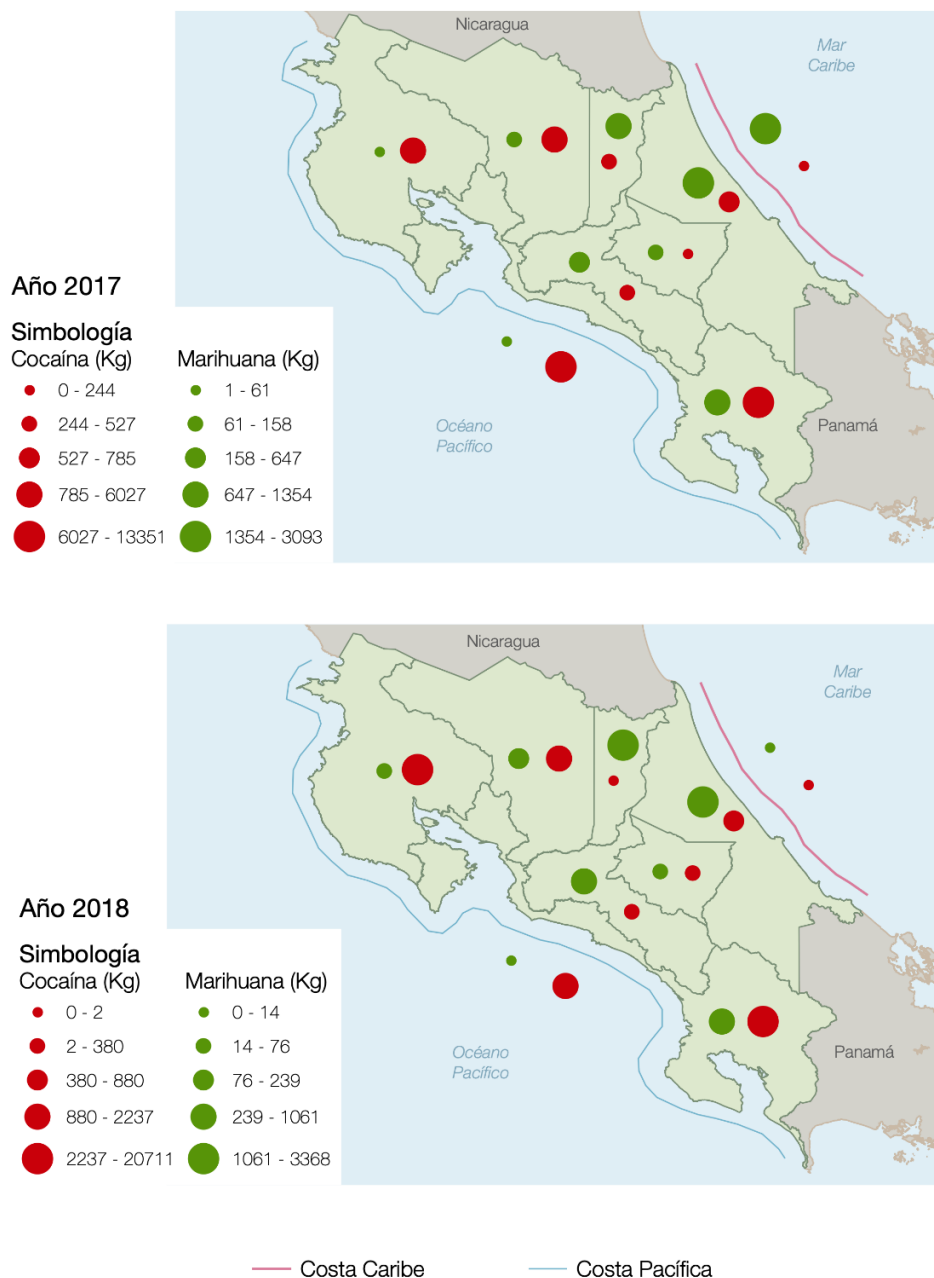 Nicaragua
Mar
Caribe
Año 2017
Simbología
Cocaína (Kg) Marihuana (Kg)
0 - 244 1 - 61
244 - 527 61 - 158
527 - 785 158 - 647
785 - 6027 647 - 1354
6027 - 13351 1354 - 3093
Océano
Pacífico
Panamá
Nicaragua
Mar
Caribe
Año 2018
Simbología
Cocaína (Kg) Marihuana (Kg)
0 - 2 0 - 14
2 - 380 14 - 76
380 - 880 76 - 239
880 - 2237 239 - 1061
2237 - 20711 1061 - 3368
Océano
Pacífico
Panamá
Costa Caribe Costa Pacífica